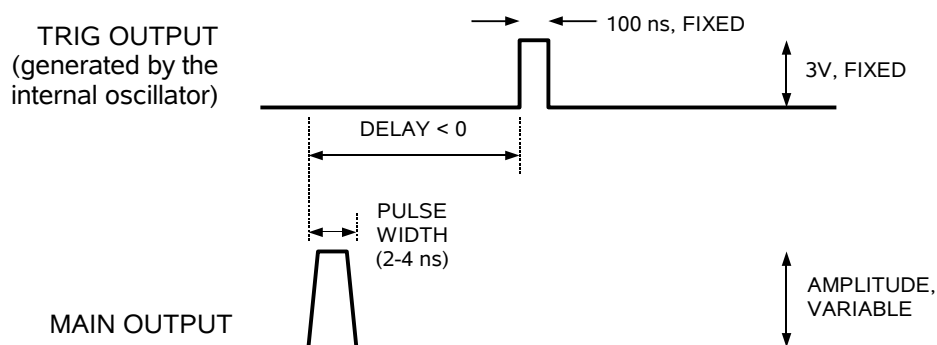 TRIG OUTPUT
(generated by the
internal oscillator)
100 ns, FIXED
3V, FIXED
DELAY < 0
PULSE
WIDTH
(2-4 ns)
AMPLITUDE,
VARIABLE
MAIN OUTPUT